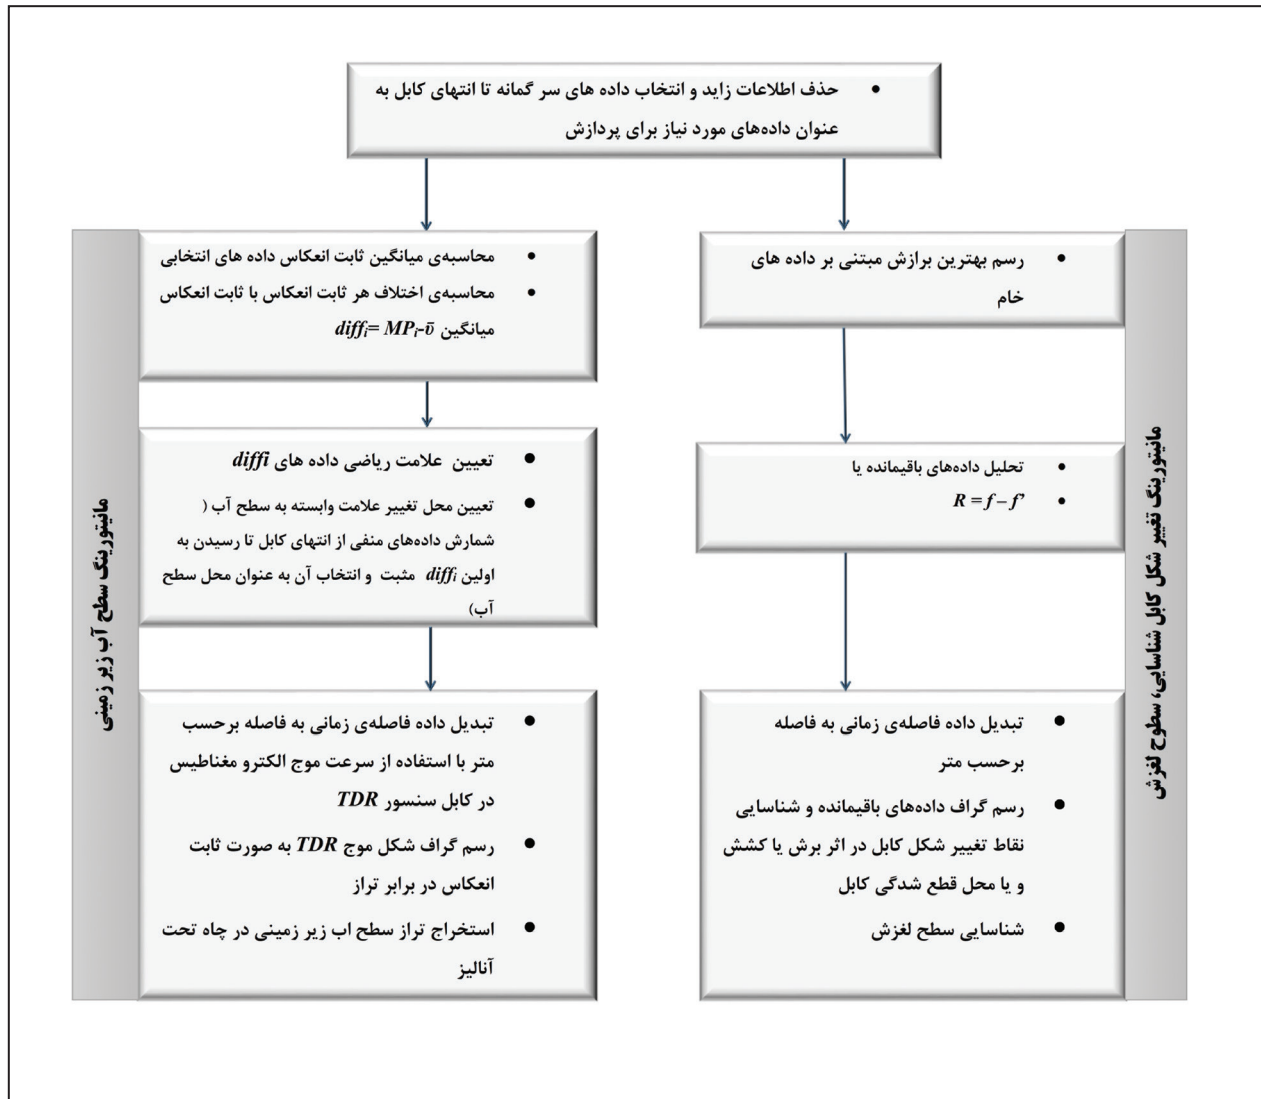 حذف اطلاعات زاید و انتخاب داده های سر گمانه تا انتهای کابل به
عنوان داده‌های مورد نیاز برای پردازش
مانیتورینگ تغییر شکل کابل شناسایی، سطوح لغزش
رسم بهترین برازش مبتنی بر داده های
خام
تحلیل داده‌های باقیمانده یا
R = f – f’
تبدیل داده فاصله‌ی زمانی به فاصله
برحسب متر
رسم گراف داده‌های باقیمانده و شناسایی
نقاط تغییر شکل کابل در اثر برش یا کشش
و یا محل قطع شدگی کابل
شناسایی سطح لغزش
محاسبه‌ی میانگین ثابت انعکاس داده های انتخابی
محاسبه‌ی اختلاف هر ثابت انعکاس با ثابت انعکاس
میانگین diffi= MPi-ῡ
تعیین علامت ریاضی داده های diffi
تعیین محل تغییر علامت وابسته به سطح آب (
شمارش داده‌های منفی از انتهای کابل تا رسیدن به
اولین diffi مثبت و انتخاب آن به عنوان محل سطح
آب)
تبدیل داده فاصله‌ی زمانی به فاصله برحسب
متر با استفاده از سرعت موج الکترو مغناطیس
در کابل سنسور TDR
رسم گراف شکل موج TDR به صورت ثابت
انعکاس در برابر تراز
استخراج تراز سطح اب زیر زمینی در چاه تحت
آنالیز
مانیتورینگ سطح آب زیر زمینی